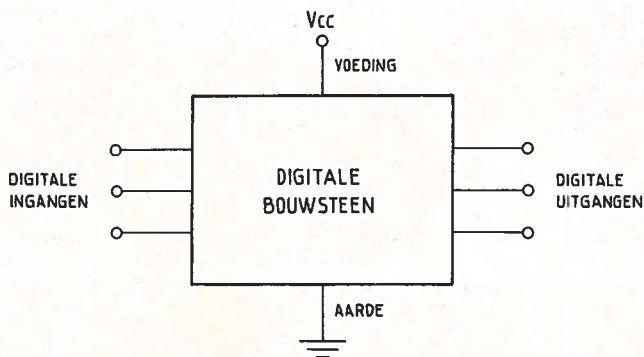 Vcc
VOEDING
DIGITALE
INGANGEN
DIGITALE
BOUWSTEEN
DIGITALE
UITGANGEN
AARDE